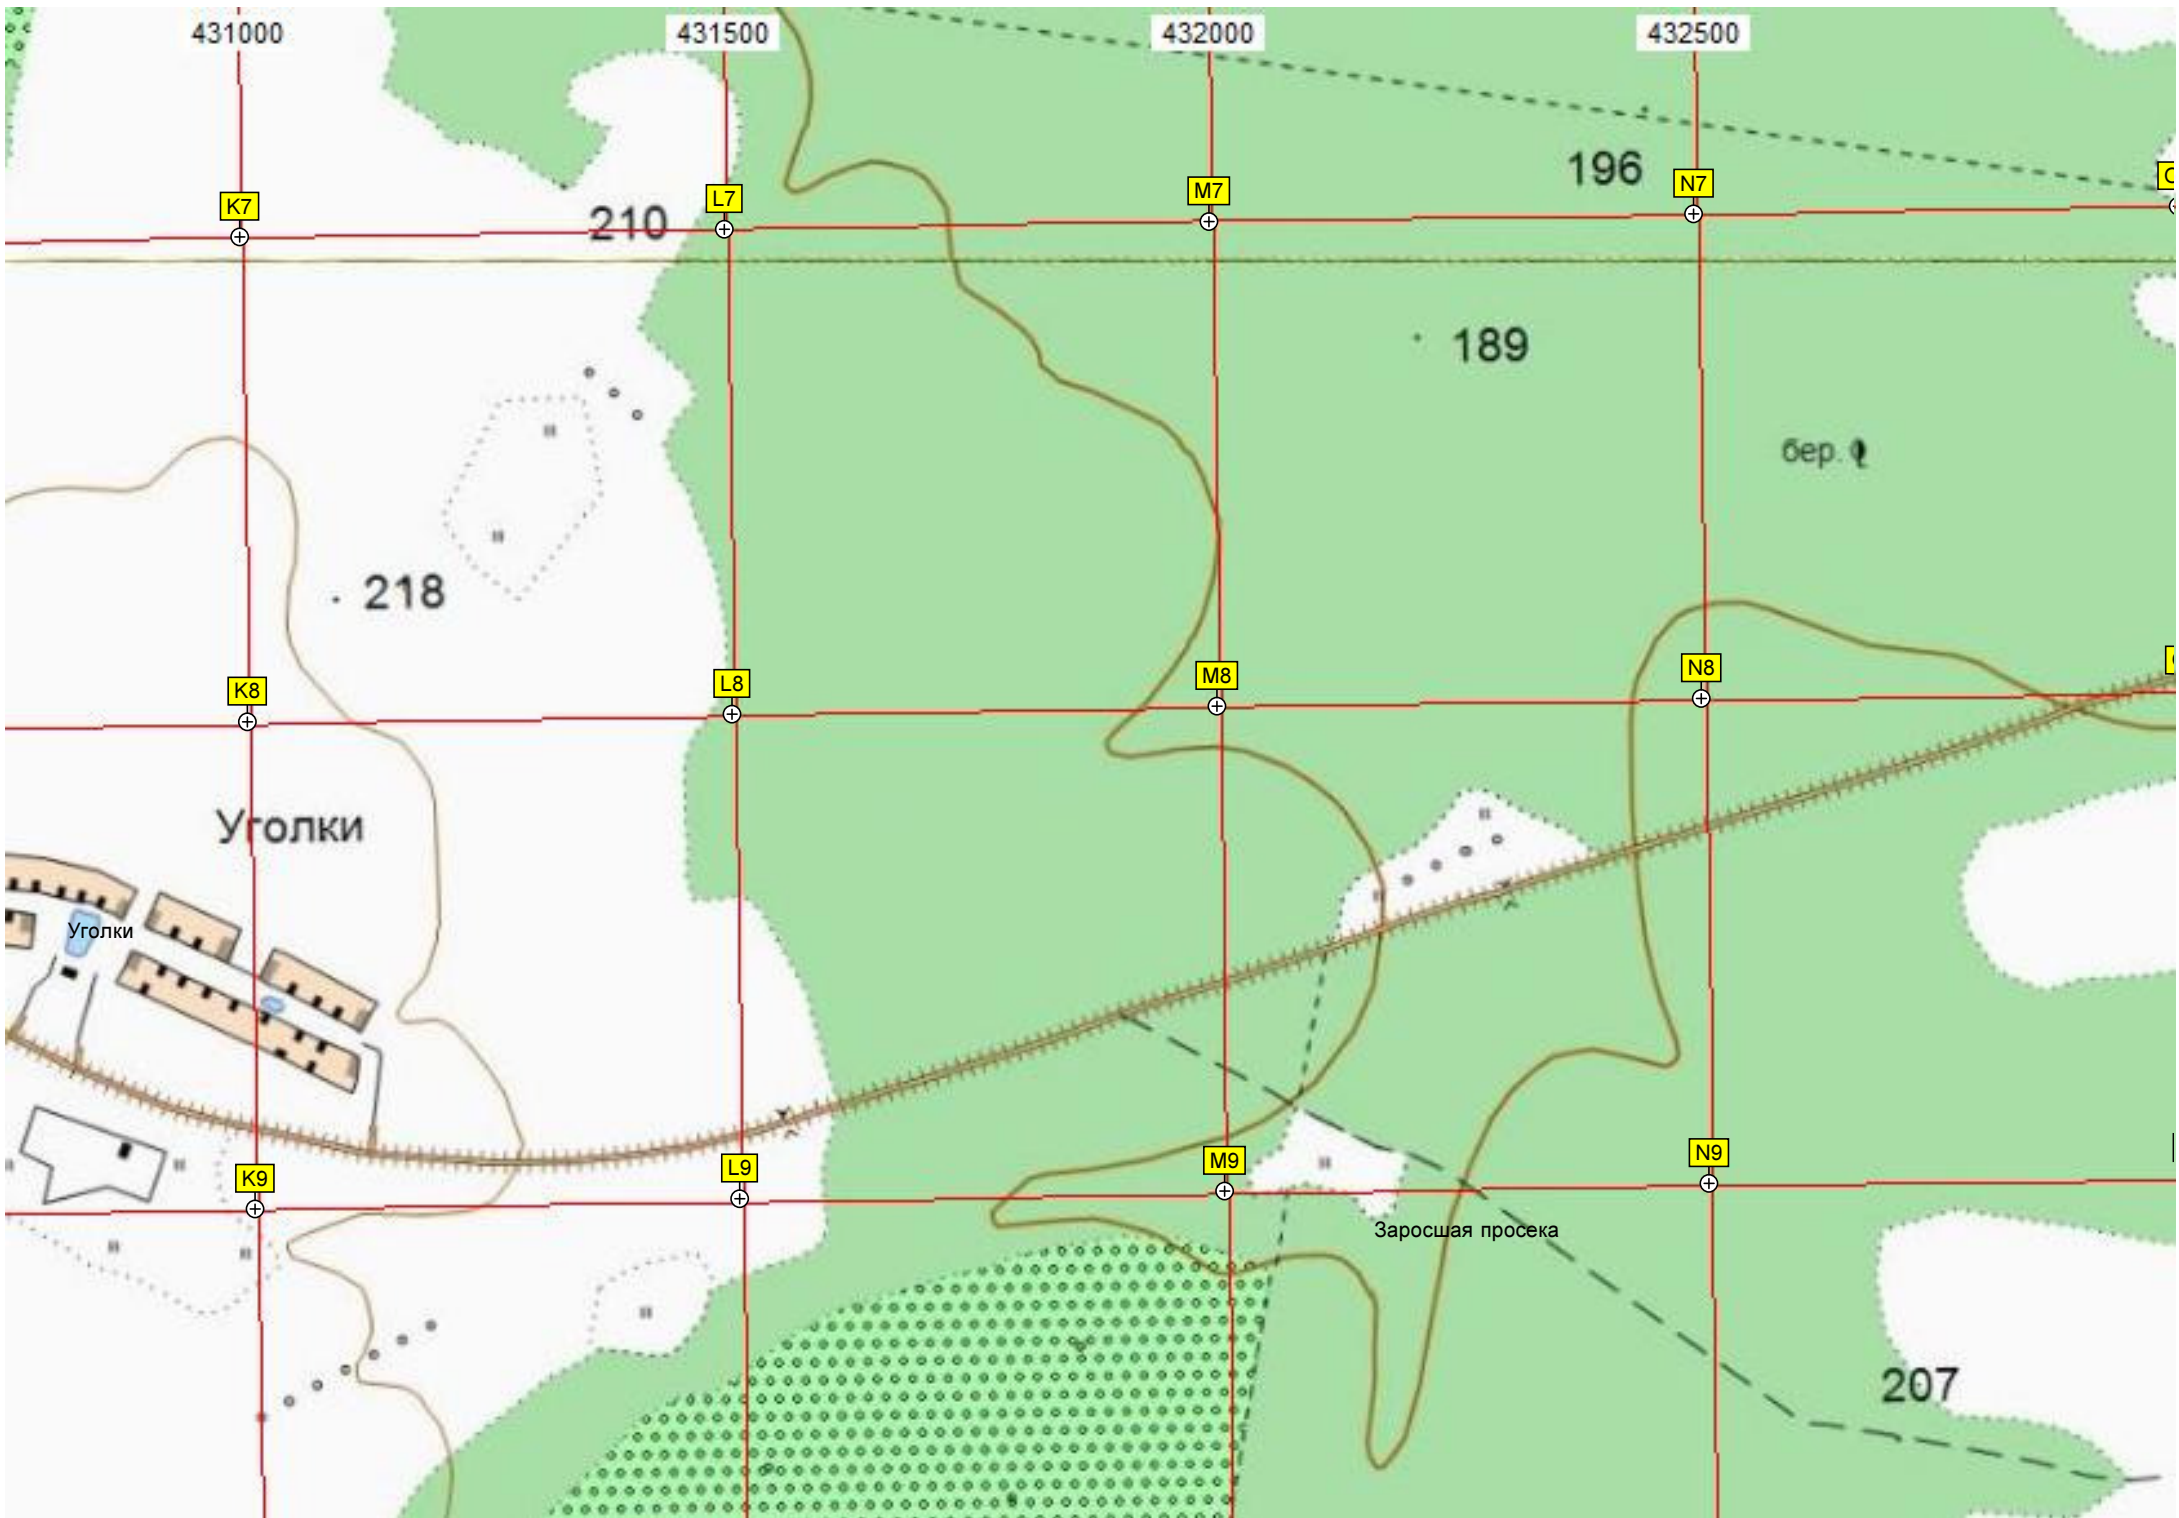 431000 431500 432000 432500
196
K7 L7 M7 N7
210
189
бер.
218
K8 L8 M8 N8
Уголки
Уголки
K9 L9 M9 N9
Заросшая просека
207